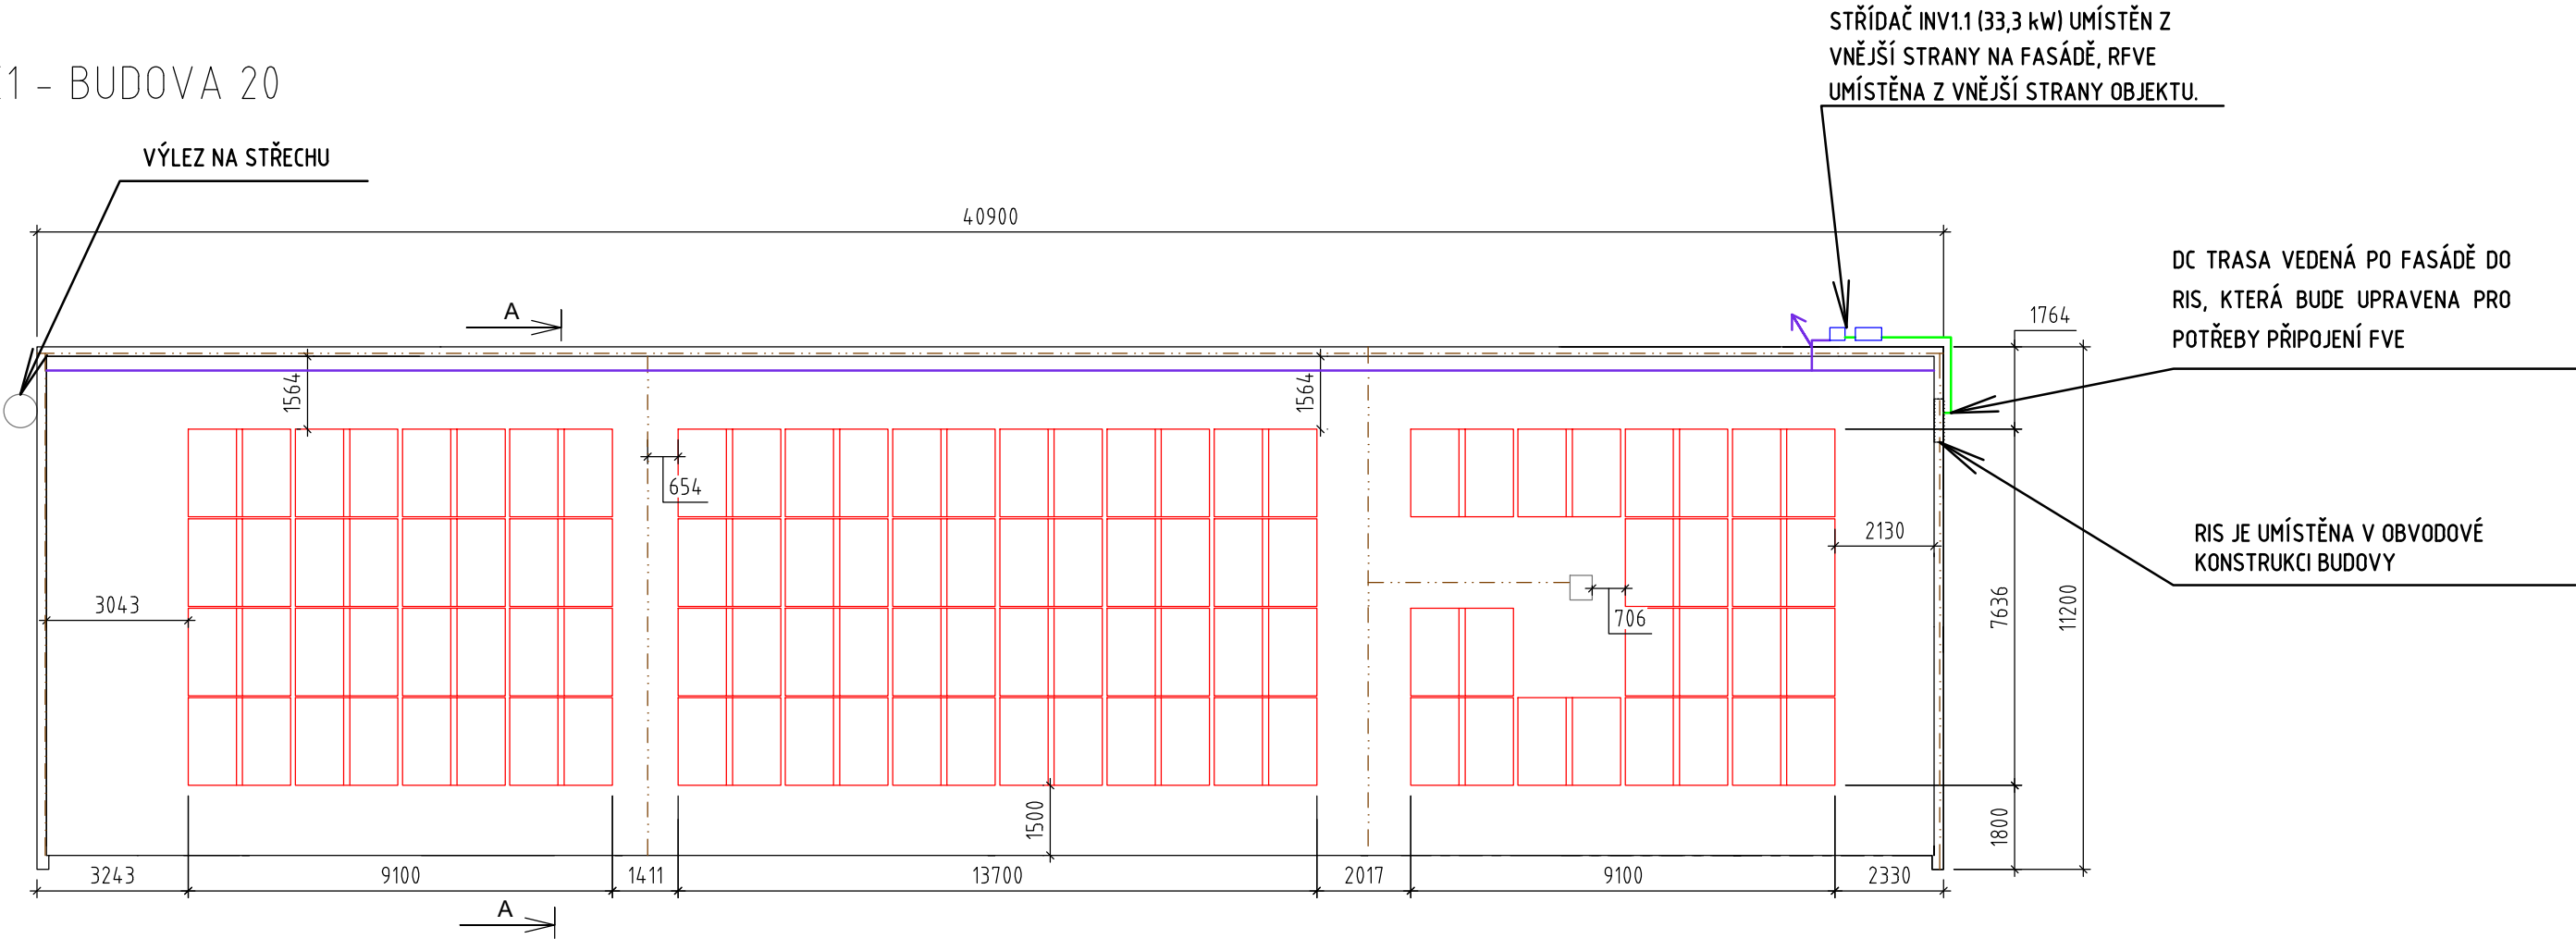 1 - BUDOVA 20
STŘÍDAČ INV1.1 (33,3 kW) UMÍSTĚN Z
VNĚJŠÍ STRANY NA FASÁDĚ, RFVE
UMÍSTĚNA Z VNĚJŠÍ STRANY OBJEKTU.
VÝLEZ NA STŘECHU
40900
DC TRASA VEDENÁ PO FASÁDĚ DO
RIS, KTERÁ BUDE UPRAVENA PRO
POTŘEBY PŘIPOJENÍ FVE
A
1764
1564
1564
654
2130
RIS JE UMÍSTĚNA V OBVODOVÉ
KONSTRUKCI BUDOVY
3043
706
7636
11200
1500
1800
3243
9100
1411
13700
2017
9100
2330
A